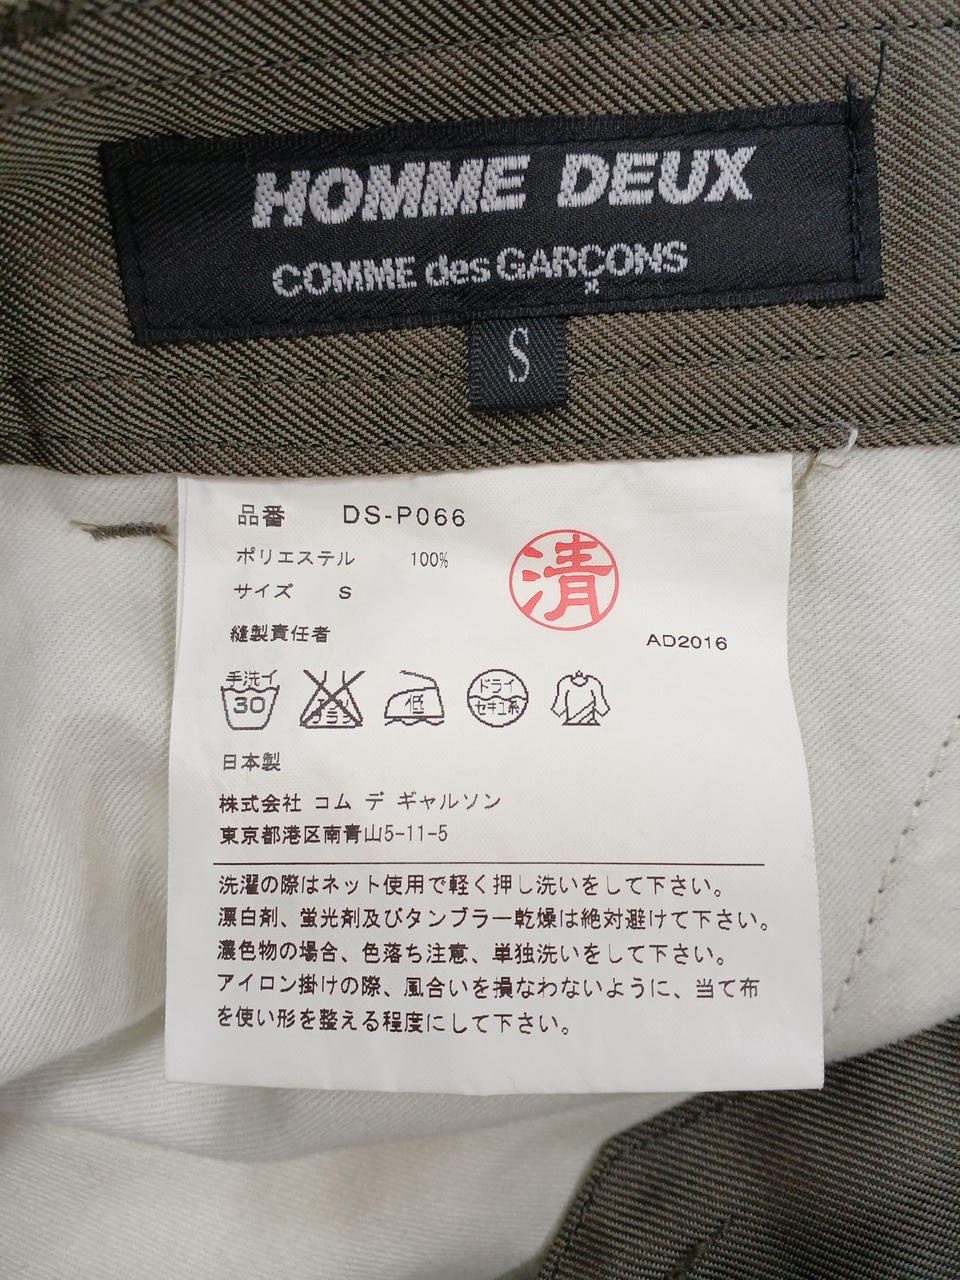 HOMME DEUX
COMME des GARÇONS
S
品番 DS-P066
ポリエステル 100%
サイズ S
縫製責任者
清
AD2016
手洗イ
30
エンソ
サラシ
低
ドライ
セキユ系
日本製
株式会社 コム デ ギャルソン
東京都港区南青山5-11-5
洗濯の際はネット使用で軽く押し洗いをして下さい。
漂白剤、蛍光剤及びタンブラー乾燥は絶対避けて下さい。
濃色物の場合、色落ち注意、単独洗いをして下さい。
アイロン掛けの際、風合いを損なわないように、当て布
を使い形を整える程度にして下さい。